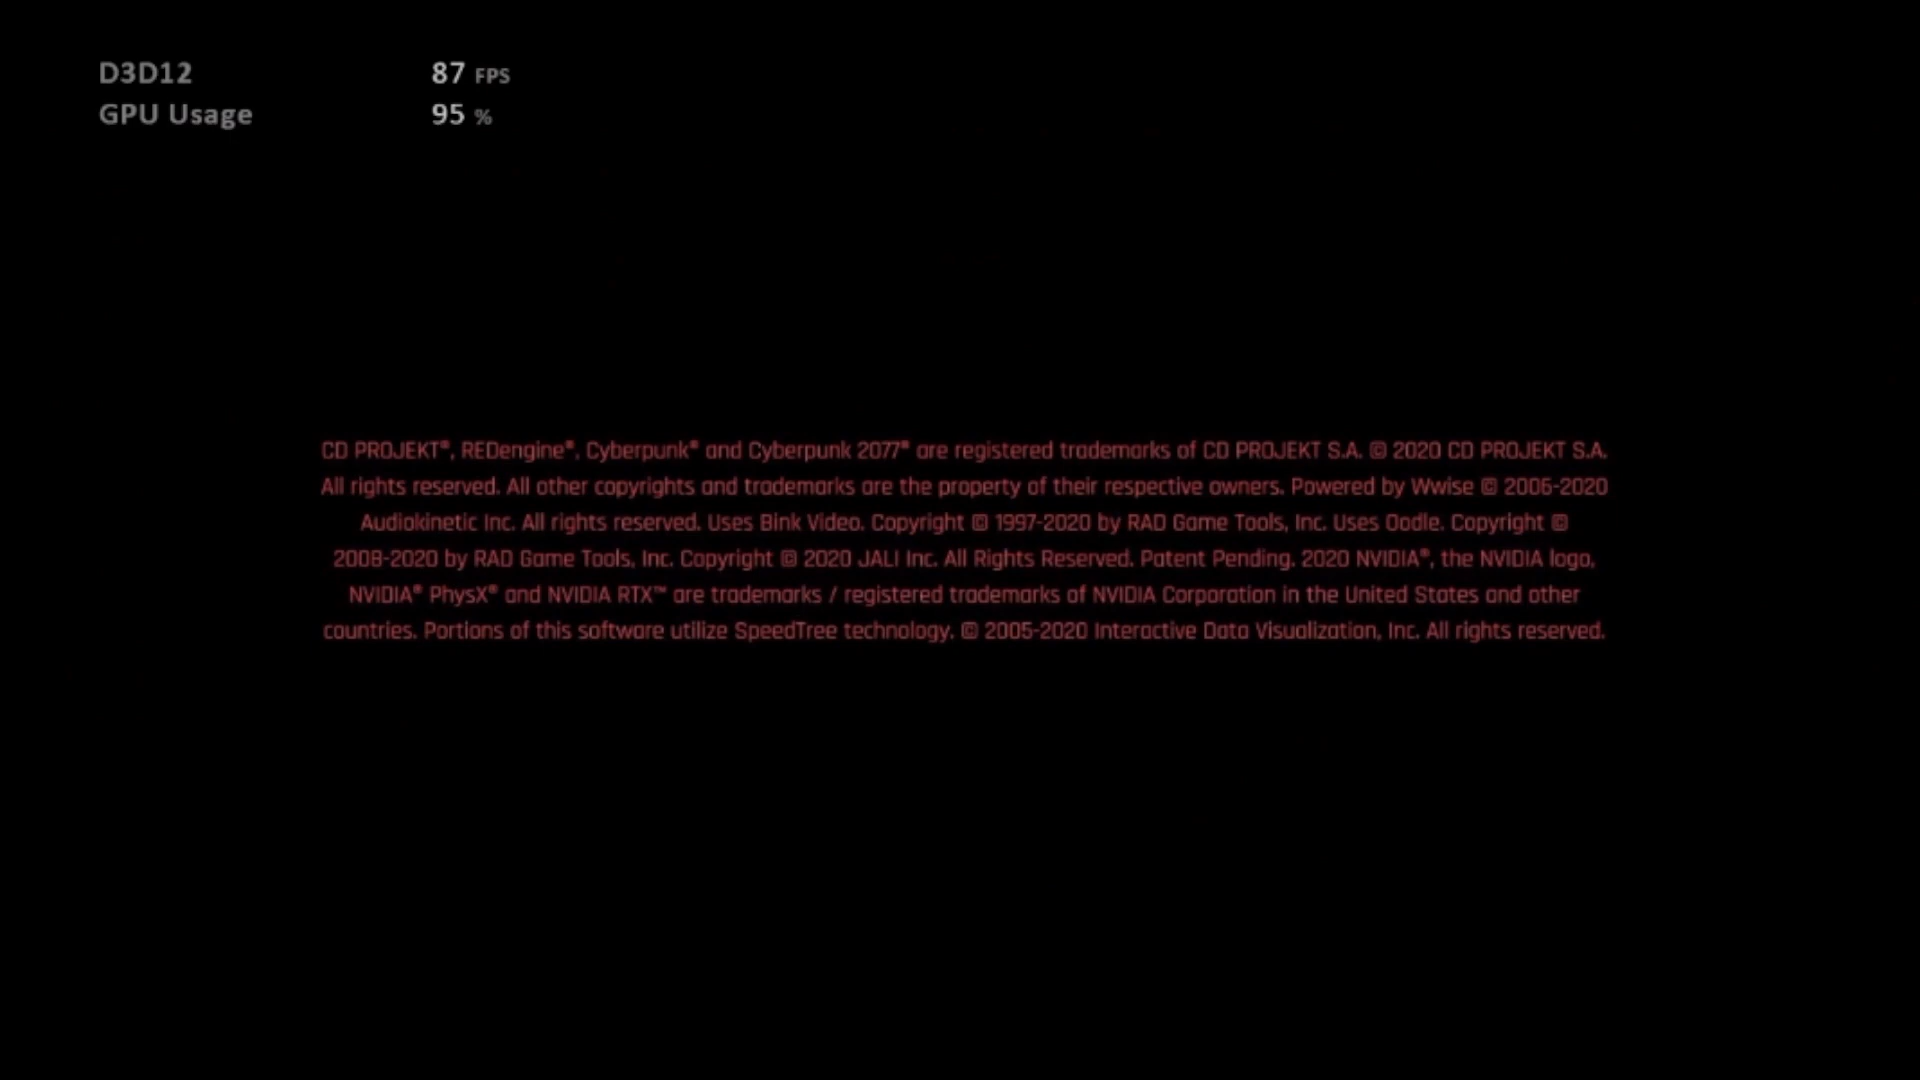 D3D12 87 FPS
GPU Usage 95 %
CD PROJEKT®, REDengine®, Cyberpunk® and Cyberpunk 2077® are registered trademarks of CD PROJEKT S.A. © 2020 CD PROJEKT S.A.
All rights reserved. All other copyrights and trademarks are the property of their respective owners. Powered by Wwise © 2006-2020
Audiokinetic Inc. All rights reserved. Uses Bink Video. Copyright © 1997-2020 by RAD Game Tools, Inc. Uses Oodle. Copyright ©
2008-2020 by RAD Game Tools, Inc. Copyright © 2020 JALI Inc. All Rights Reserved. Patent Pending. 2020 NVIDIA®, the NVIDIA logo,
NVIDIA® PhysX® and NVIDIA RTX™ are trademarks / registered trademarks of NVIDIA Corporation in the United States and other
countries. Portions of this software utilize SpeedTree technology. © 2005-2020 Interactive Data Visualization, Inc. All rights reserved.